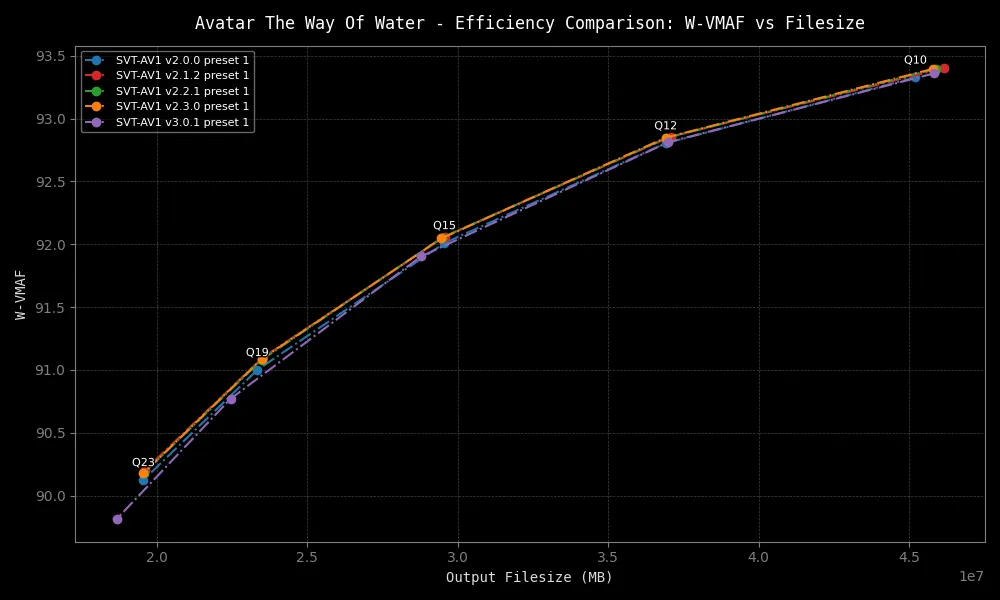 Avatar The Way Of Water - Efficiency Comparison: W-VMAF vs Filesize
SVT-AV1 v2.0.0 preset 1
SVT-AV1 v2.1.2 preset 1
SVT-AV1 v2.2.1 preset 1
SVT-AV1 v2.3.0 preset 1
SVT-AV1 v3.0.1 preset 1
93.5
93.0
92.5
92.0
91.5
91.0
90.5
90.0
W-VMAF
Q10
Q12
Q15
Q19
Q23
2.0 2.5 3.0 3.5 4.0 4.5
1e7
Output Filesize (MB)